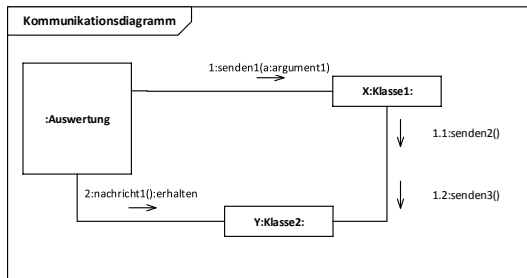 Kommunikationsdiagramm
1:senden1(a:argument1)
:Auswertung
X:Klasse1:
1.1:senden2()
2:nachricht1():erhalten
1.2:senden3()
Y:Klasse2: